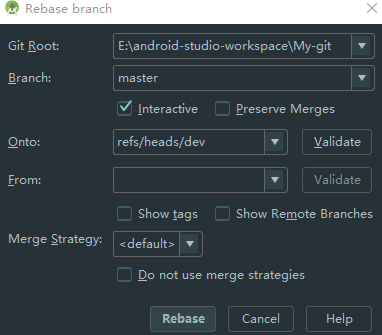 Rebase branch
Git Root: E:\android-studio-workspace\My-git
Branch: master
Interactive Preserve Merges
Onto: refs/heads/dev Validate
From: Validate
Show tags Show Remote Branches
Merge Strategy: <default>
Do not use merge strategies
Rebase Cancel Help